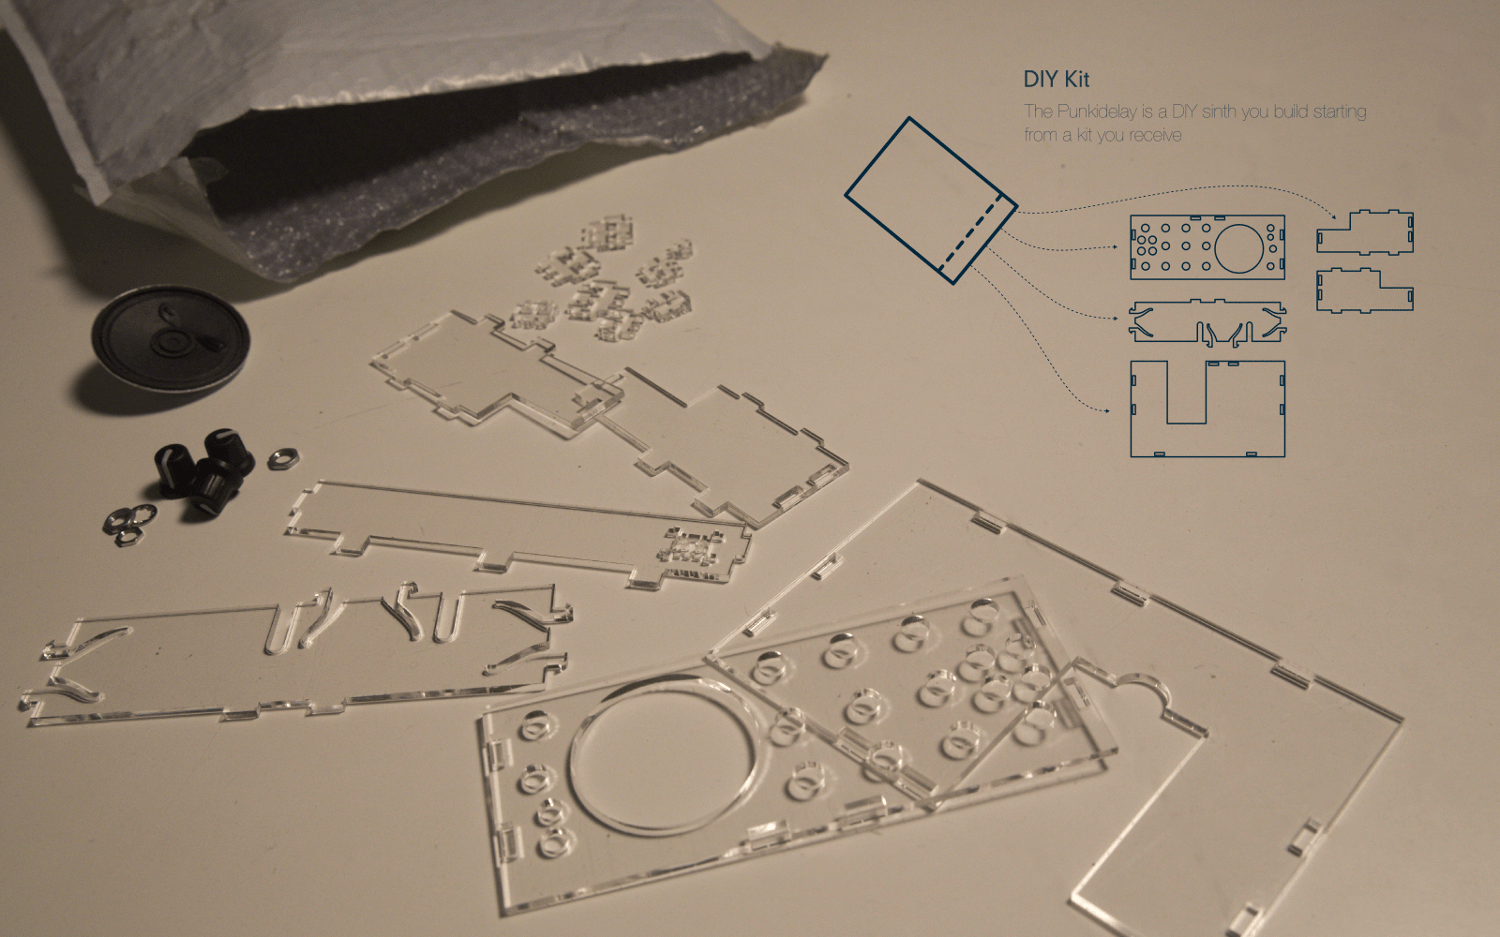 DIY Kit
The Punkidelay is a DIY sinth you build starting
from a kit you receive